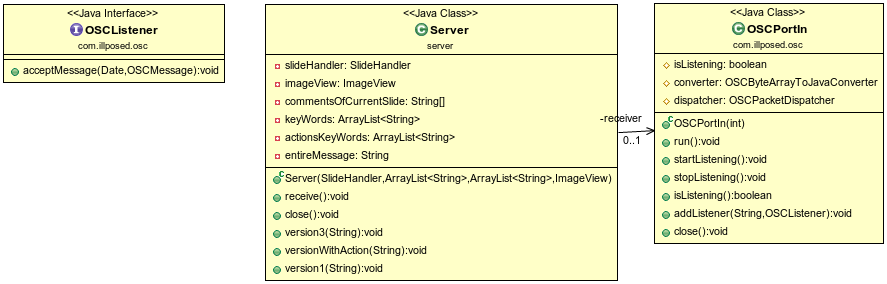 <<Java Interface>>
OSCListener
com.illposed.osc
acceptMessage(Date,OSCMessage):void
<<Java Class>>
Server
server
slideHandler: SlideHandler
imageView: ImageView
commentsOfCurrentSlide: String[]
keyWords: ArrayList<String>
actionsKeyWords: ArrayList<String>
entireMessage: String
Server(SlideHandler,ArrayList<String>,ArrayList<String>,ImageView)
receive():void
close():void
version3(String):void
versionWithAction(String):void
version1(String):void
-receiver
0..1
<<Java Class>>
OSCPortIn
com.illposed.osc
isListening: boolean
converter: OSCByteArrayToJavaConverter
dispatcher: OSCPacketDispatcher
OSCPortIn(int)
run():void
startListening():void
stopListening():void
isListening():boolean
addListener(String,OSCListener):void
close():void